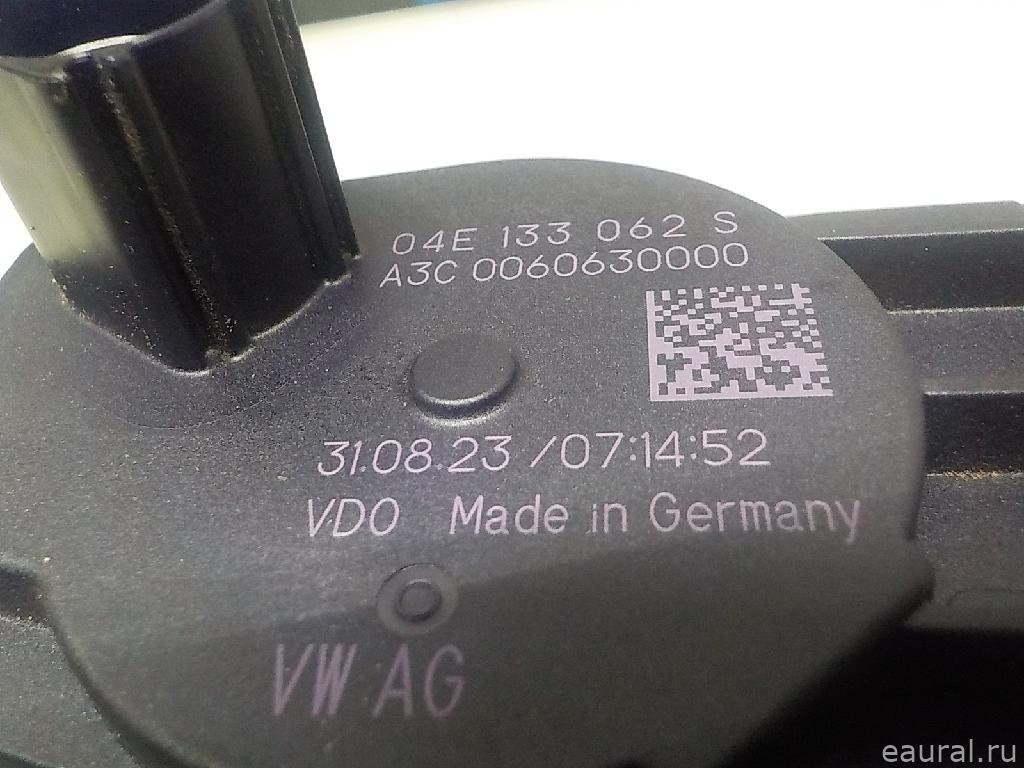 04E 133 062 S
A3C 0060630000
31.08.23 /07:14:52
VDO Made in Germany
VW AG
eaural.ru